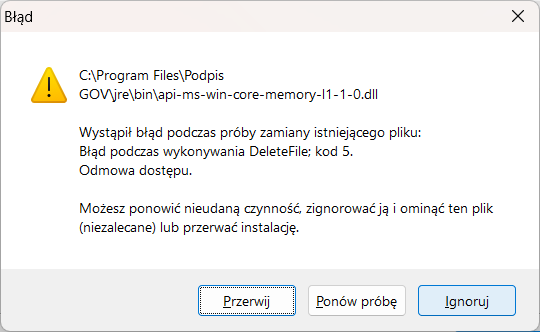 Błąd
C:\Program Files\Podpis
GOV\jre\bin\api-ms-win-core-memory-l1-1-0.dll
Wystąpił błąd podczas próby zamiany istniejącego pliku:
Błąd podczas wykonywania DeleteFile; kod 5.
Odmowa dostępu.
Możesz ponowić nieudaną czynność, zignorować ją i ominąć ten plik
(niezalecane) lub przerwać instalację.
Przerwij
Ponów próbę
Ignoruj